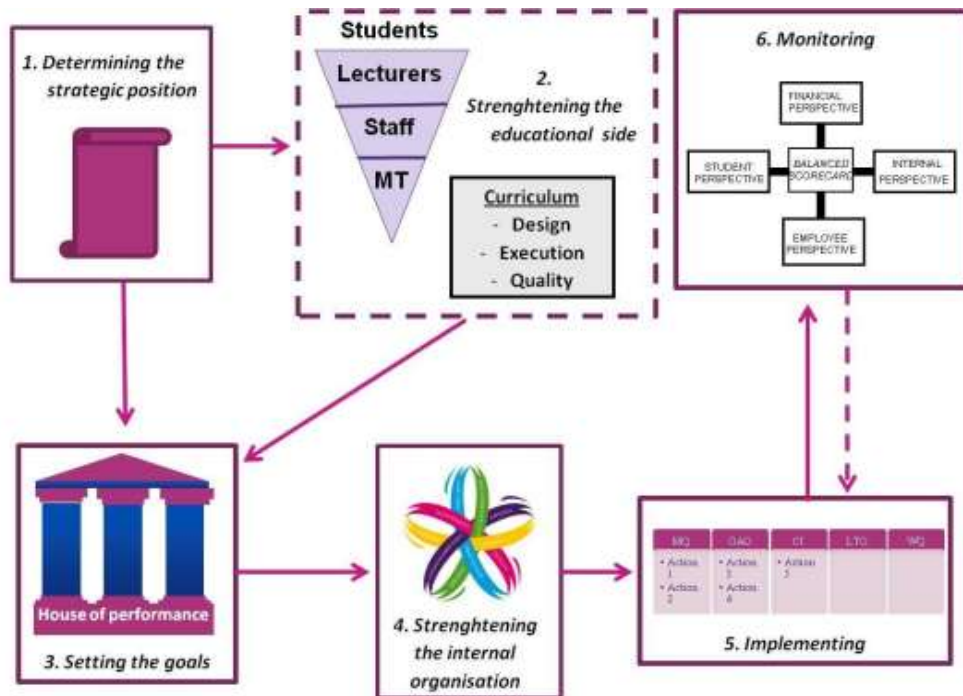 1. Determining the
strategic position
Students
Lecturers
Staff
MT
2.
Strenghtening the
educational side
Curriculum
- Design
- Execution
- Quality
6. Monitoring
FINANCIAL
PERSPECTIVE
STUDENT
PERSPECTIVE
BALANCED
SCORECARD
INTERNAL
PERSPECTIVE
EMPLOYEE
PERSPECTIVE
House of performance
3. Setting the goals
4. Strenghtening
the internal
organisation
MQ OAO CI LTO WQ
• Action
1
• Action
2
• Action
3
• Action
4
• Action
5
5. Implementing